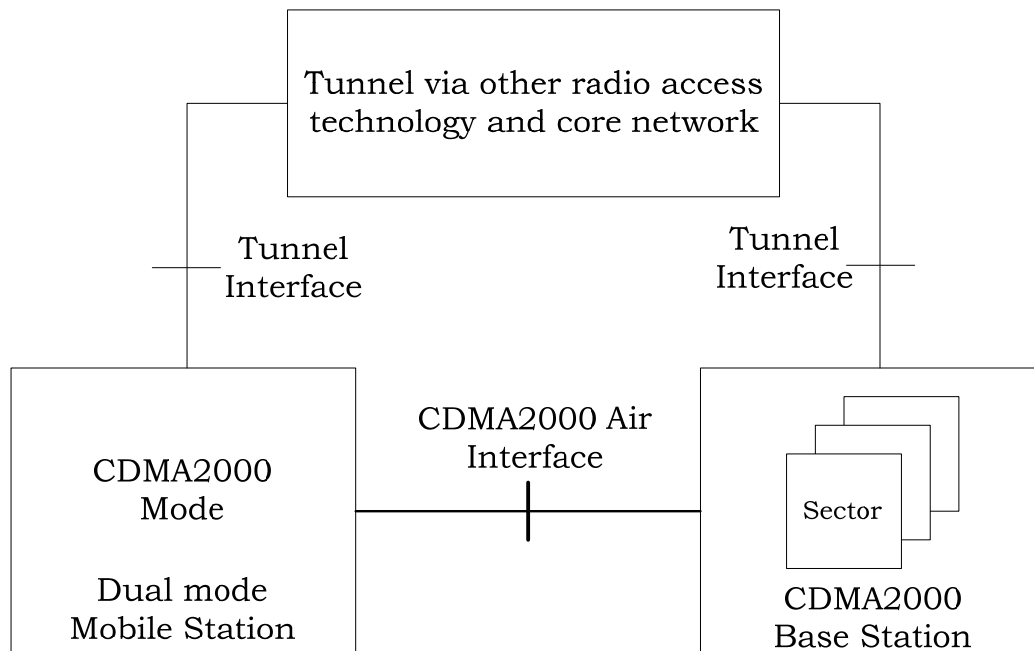 Tunnel via other radio access
technology and core network
Tunnel
Interface
Tunnel
Interface
CDMA2000 Air
Interface
CDMA2000
Mode
Dual mode
Mobile Station
Sector
CDMA2000
Base Station